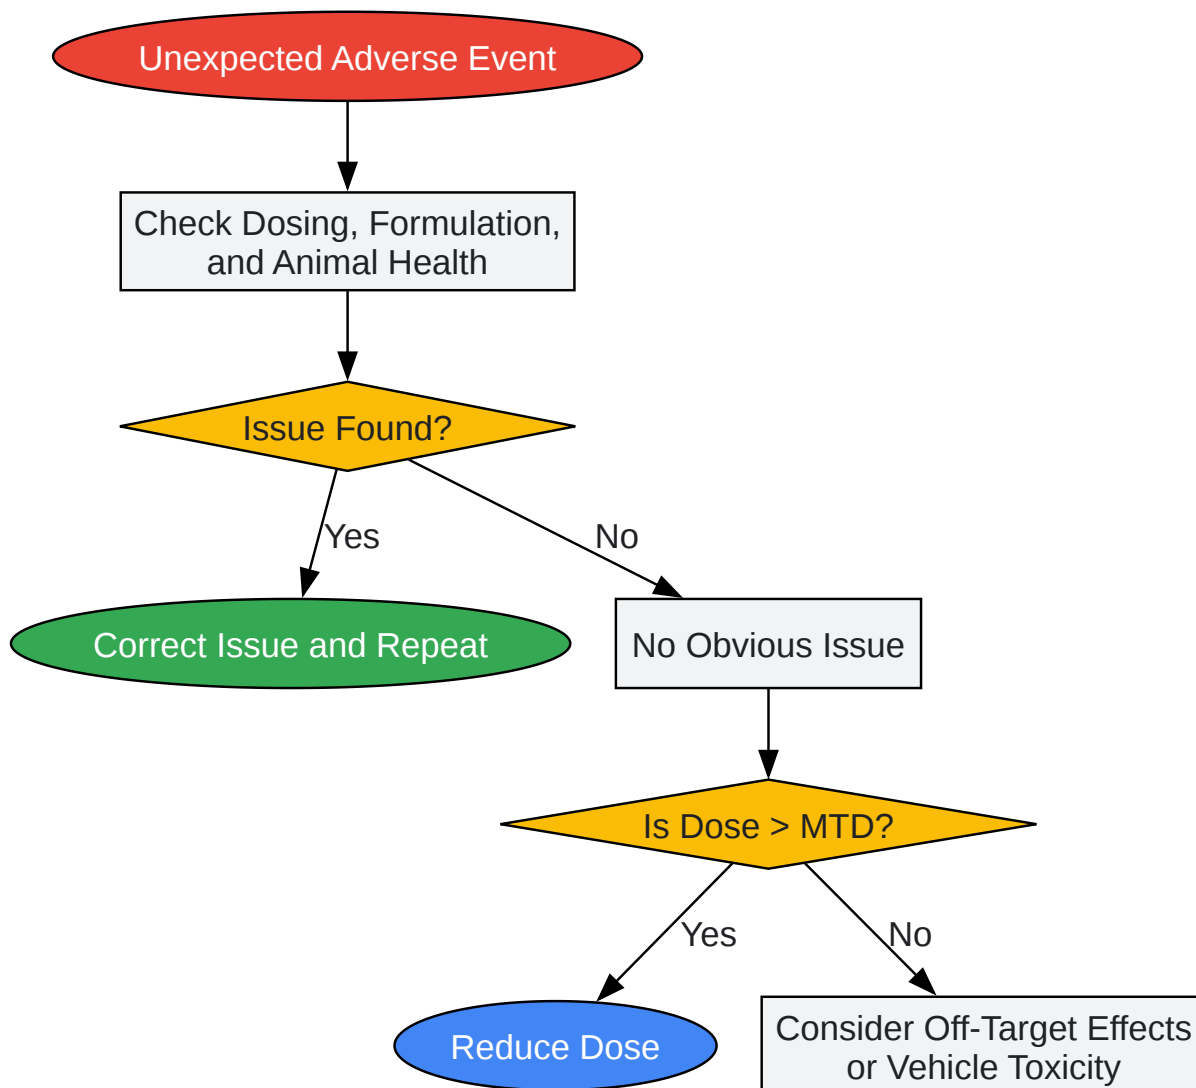 Unexpected Adverse Event
Check Dosing, Formulation,
and Animal Health
Issue Found?
Yes
No
Correct Issue and Repeat
No Obvious Issue
Is Dose > MTD?
Yes
No
Reduce Dose
Consider Off-Target Effects
or Vehicle Toxicity